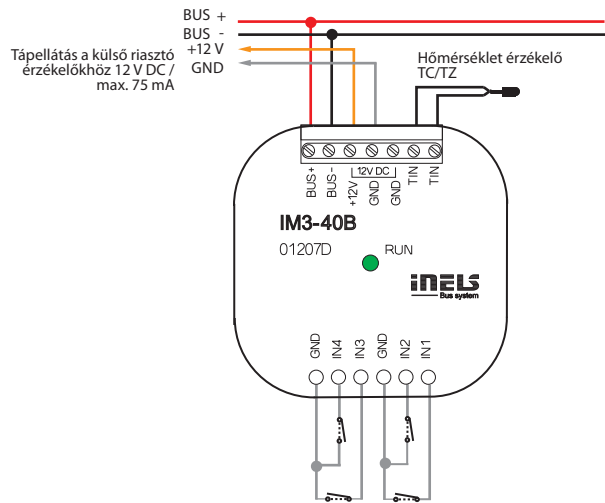 BUS +
BUS -
+12 V
GND
Tápellátás a külső riasztó
érzékelőkhöz 12 V DC /
max. 75 mA
Hőmérséklet érzékelő
TC/TZ
BUS+
BUS-
+12V
12V DC
GND
GND
TIN
TIN
IM3-40B
01207D
RUN
iNELS
Bus system
GND
IN4
IN3
GND
IN2
IN1